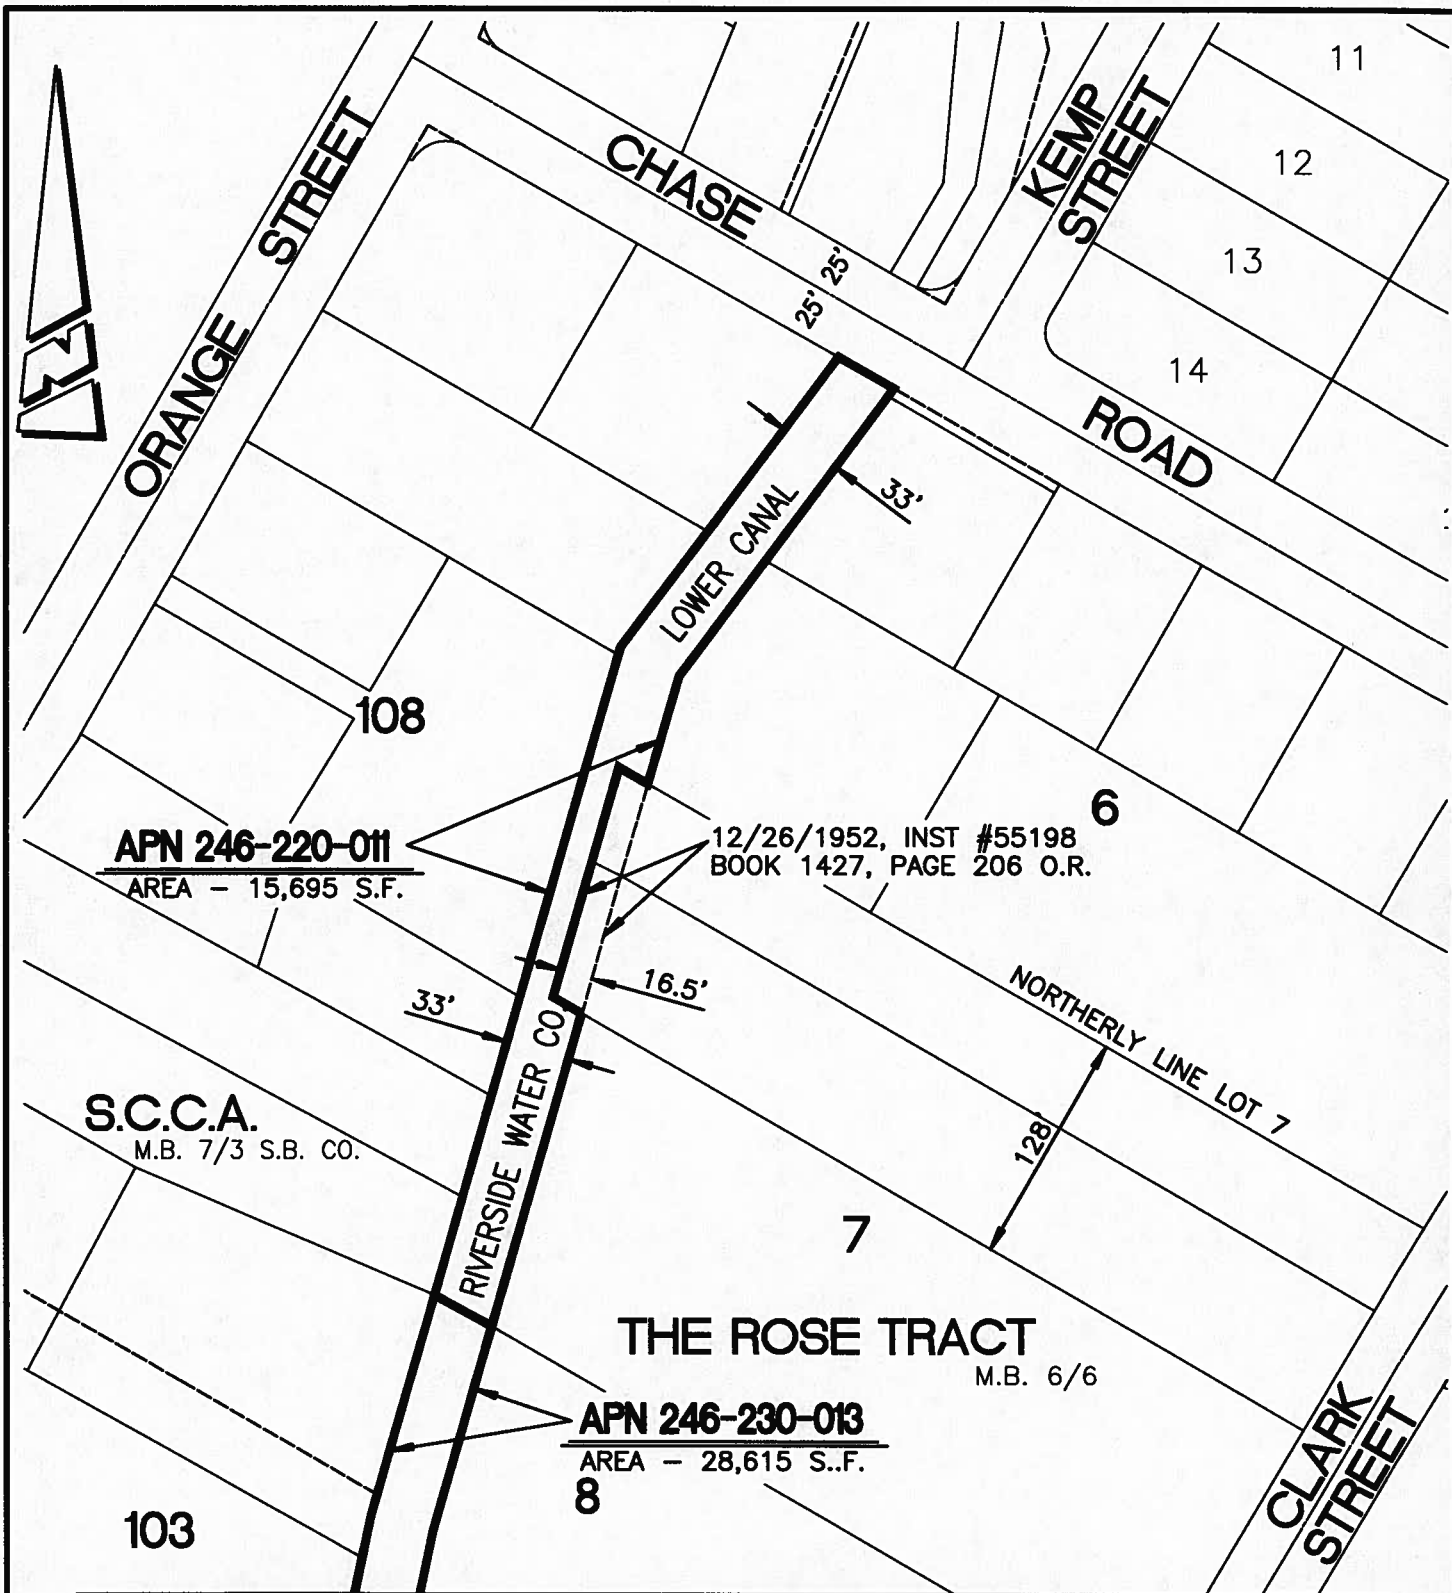 11
KEMP
STREET
12
ORANGE STREET
CHASE ROAD
13
25' 25'
14
33'
LOWER CANAL
108
6
12/26/1952, INST #55198
BOOK 1427, PAGE 206 O.R.
APN 246-220-011
AREA - 15,695 S.F.
16.5'
33'
NORTHERLY LINE LOT 7
RIVERSIDE WATER CO
S.C.C.A.
M.B. 7/3 S.B. CO.
128'
7
THE ROSE TRACT
M.B. 6/6
APN 246-230-013
AREA - 28,615 S..F.
8
CLARK
STREET
103